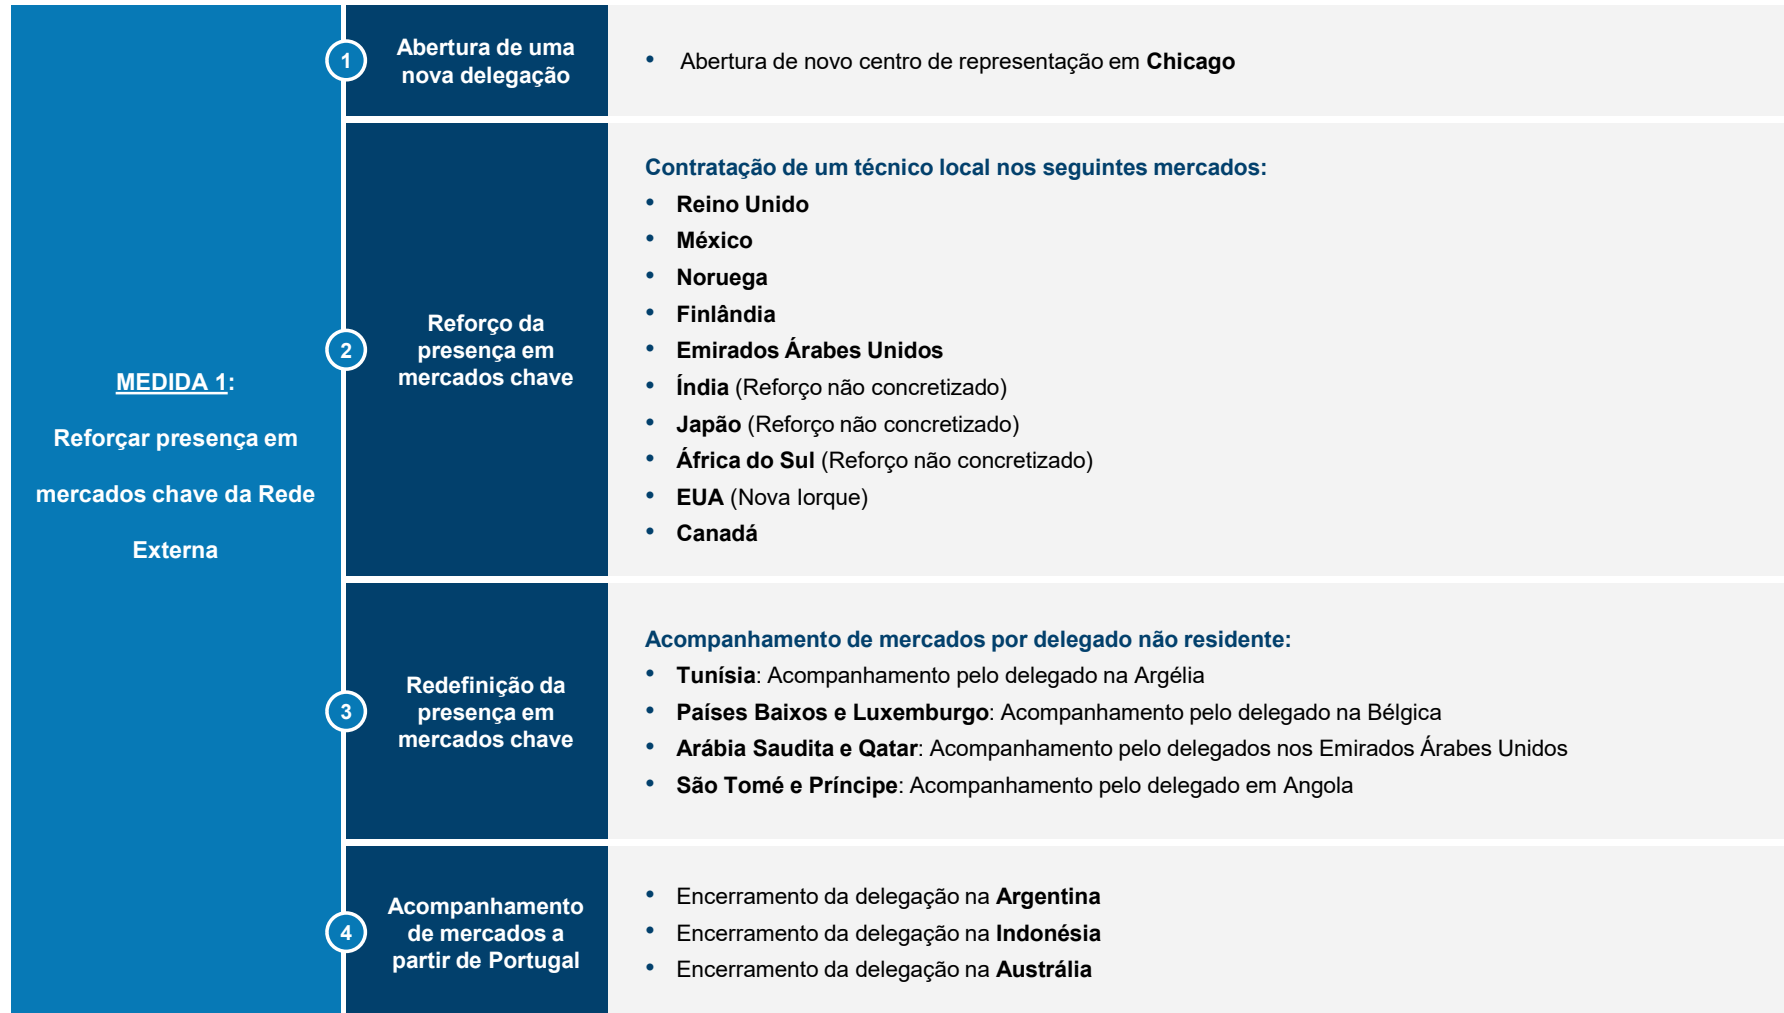 MEDIDA 1:
Reforçar presença em
mercados chave da Rede
Externa
1
Abertura de uma
nova delegação
• Abertura de novo centro de representação em Chicago
2
Reforço da
presença em
mercados chave
Contratação de um técnico local nos seguintes mercados:
• Reino Unido
• México
• Noruega
• Finlândia
• Emirados Árabes Unidos
• Índia (Reforço não concretizado)
• Japão (Reforço não concretizado)
• África do Sul (Reforço não concretizado)
• EUA (Nova Iorque)
• Canadá
3
Redefinição da
presença em
mercados chave
Acompanhamento de mercados por delegado não residente:
• Tunísia: Acompanhamento pelo delegado na Argélia
• Países Baixos e Luxemburgo: Acompanhamento pelo delegado na Bélgica
• Arábia Saudita e Qatar: Acompanhamento pelo delegados nos Emirados Árabes Unidos
• São Tomé e Príncipe: Acompanhamento pelo delegado em Angola
4
Acompanhamento
de mercados a
partir de Portugal
• Encerramento da delegação na Argentina
• Encerramento da delegação na Indonésia
• Encerramento da delegação na Austrália